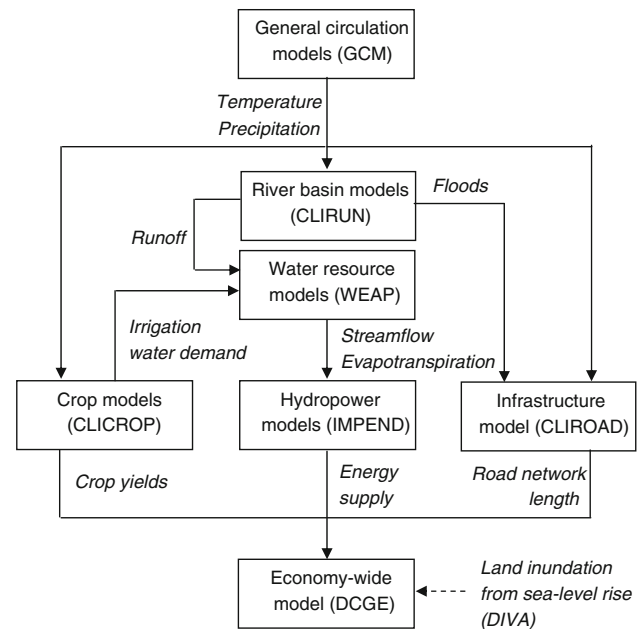 General circulation
models (GCM)
Temperature
Precipitation
River basin models
(CLIRUN)
Floods
Runoff
Water resource
models (WEAP)
Irrigation
water demand
Streamflow
Evapotranspiration
Crop models
(CLICROP)
Hydropower
models (IMPEND)
Infrastructure
model (CLIROAD)
Crop yields
Energy
supply
Road network
length
Economy-wide
model (DCGE)
Land inundation
from sea-level rise
(DIVA)